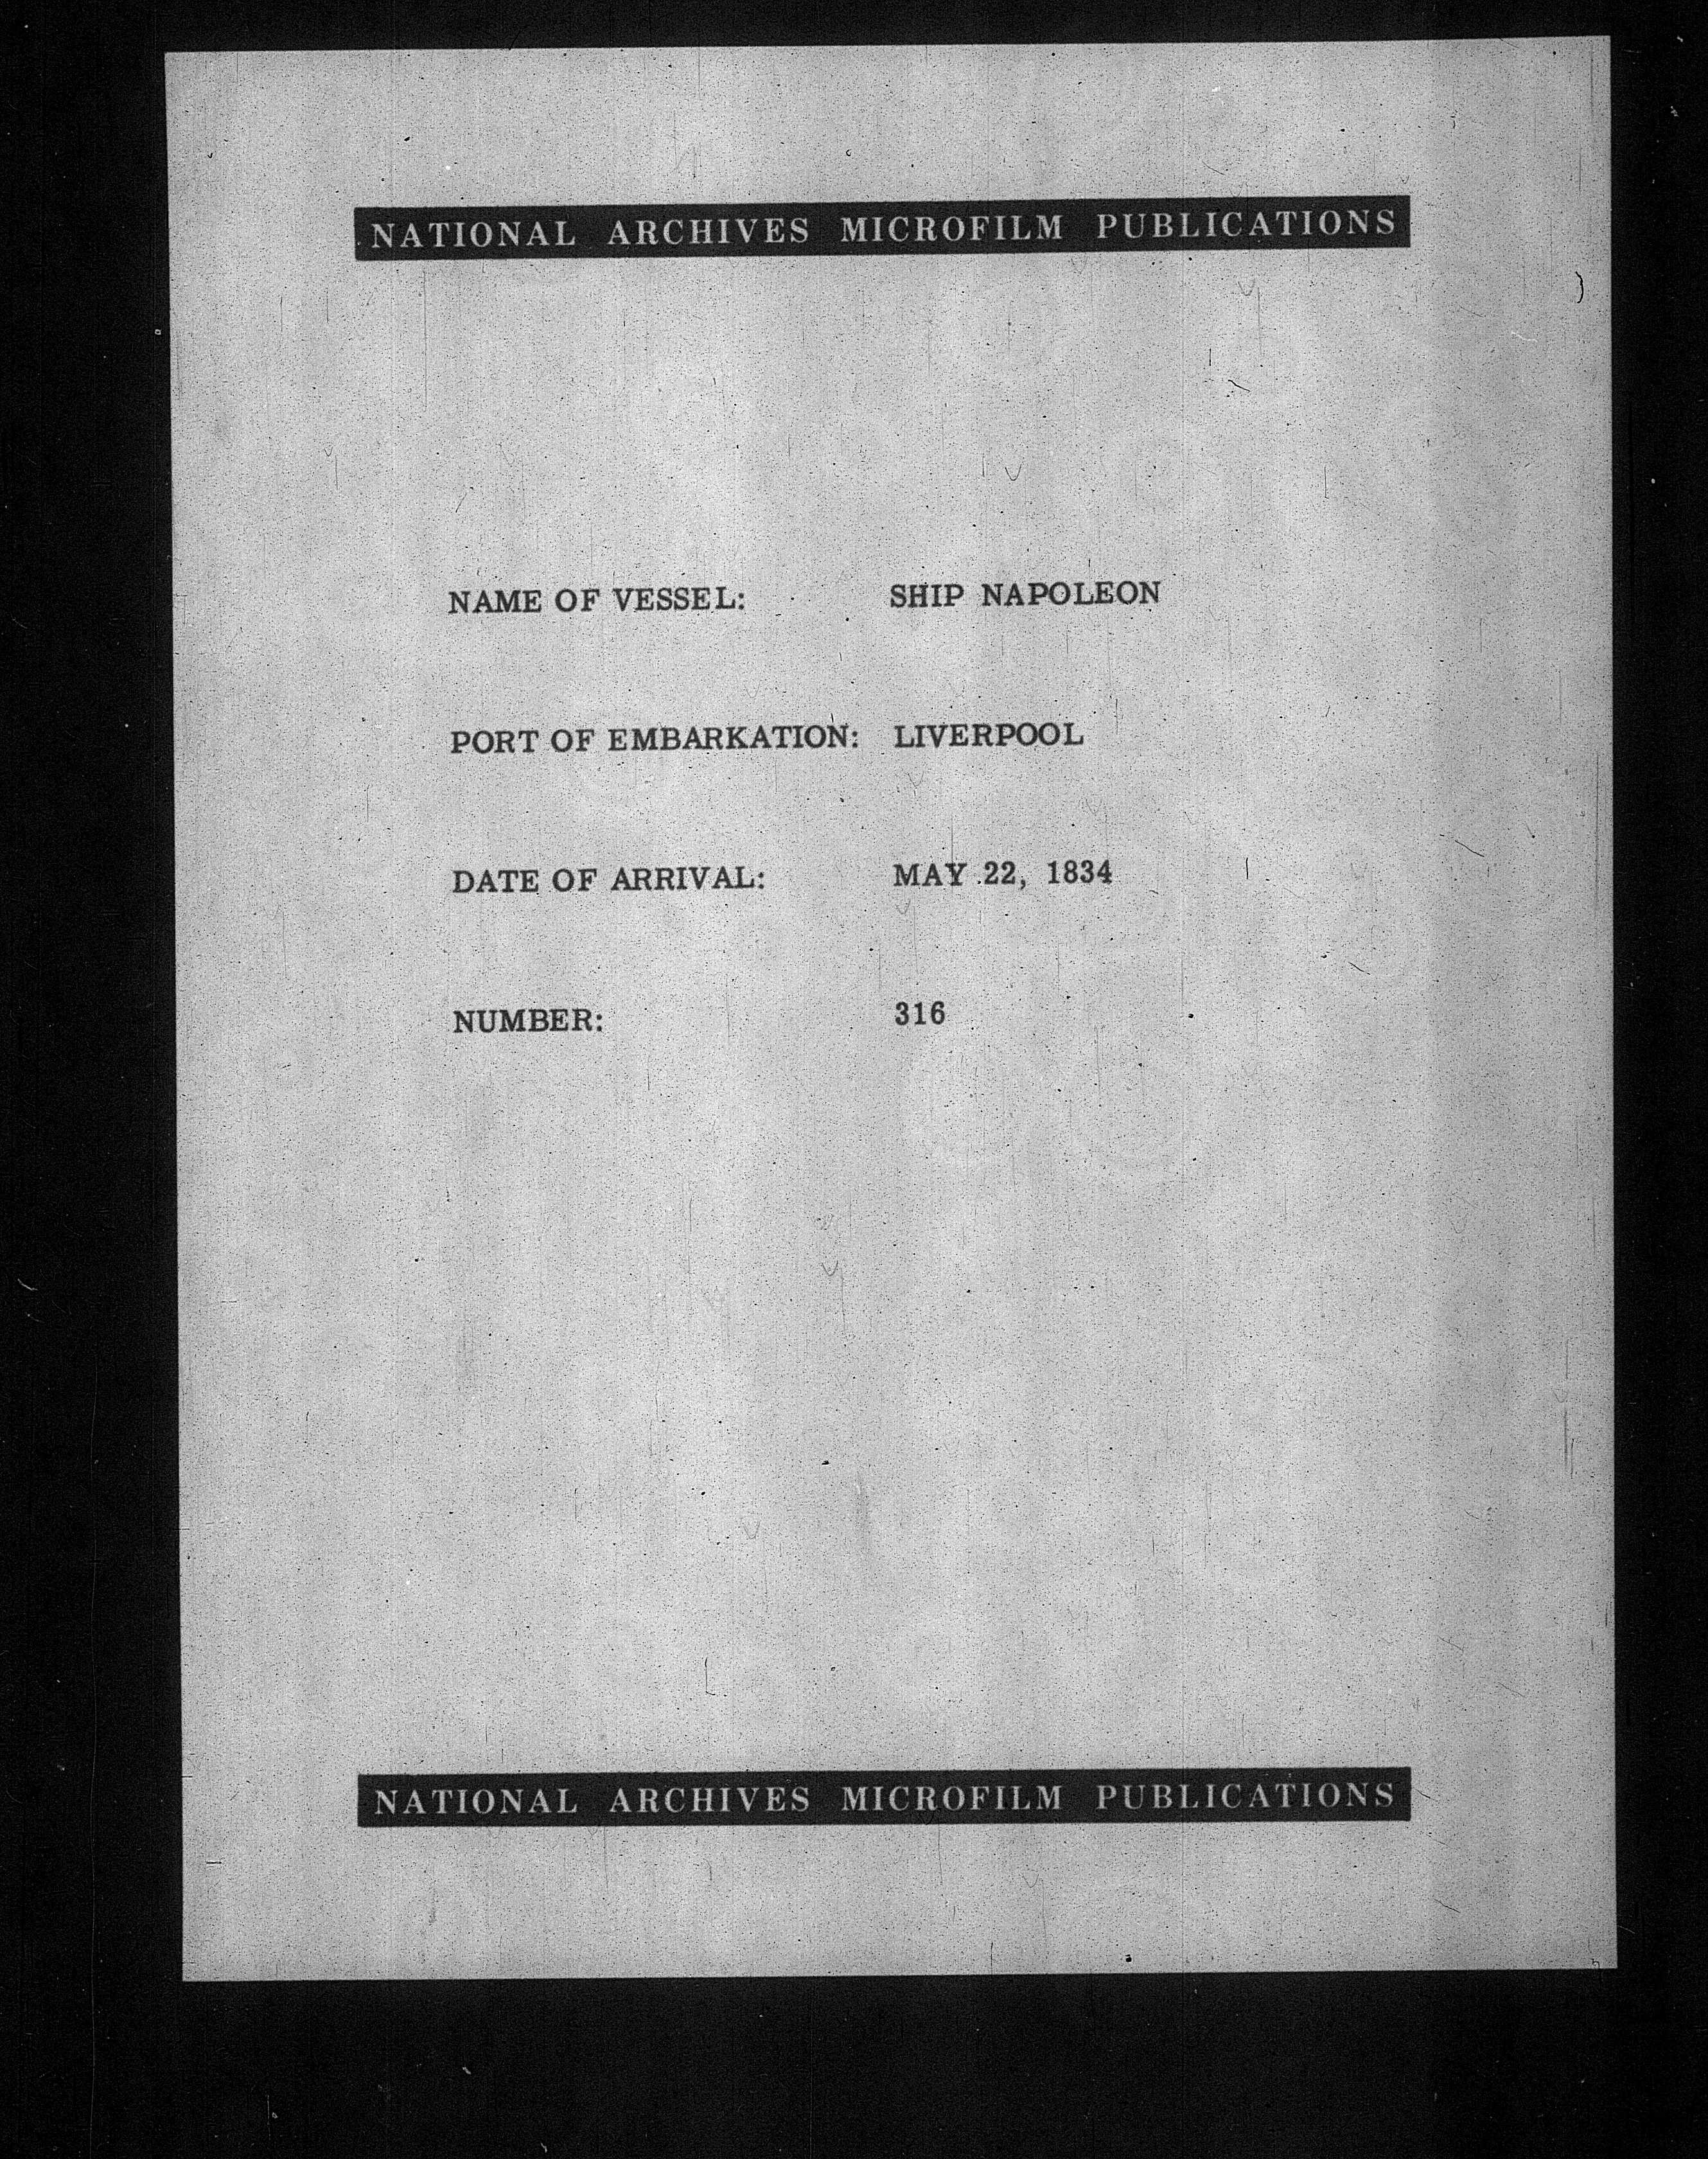 NATIONAL ARCHIVES MICROFILM PUBLICATIONS
NAME OF VESSEL: SHIP NAPOLEON
PORT OF EMBARKATION: LIVERPOOL
DATE OF ARRIVAL: MAY 22, 1834
NUMBER: 316
NATIONAL ARCHIVES MICROFILM PUBLICATIONS